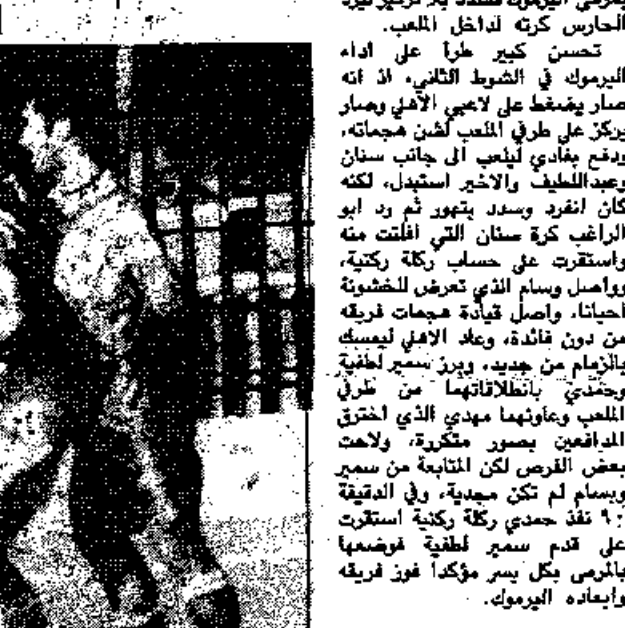 الحارس كرته لداخل الملعب.
تحسن كبير طرأ على اداء
اليرموك في الشوط الثاني، اذ انه
صار يضغط على لاعبي الاهلي وصار
يركز على طرفي الملعب لشن هجماته،
ودفع بغادي ليلعب الى جانب سنان
وعبداللطيف والاخير استبدل، لكنه
كان انفرد وسدد بتهور ثم رد ابو
الراغب كرة سنان التي افلتت منه
واستقرت على حساب ركلة ركنية،
وواصل وسام الذي تعرض للخشونة
احيانا، واصل قيادة هجمات فريقه
من دون فائدة، وعاد الاهلي ليمسك
بالزمام من جديد، وبرز سمير لطفية
وحمدي بانطلاقاتهما من طرفي
الملعب وعاونهما مهدي الذي اخترق
المدافعين بصور متكررة، ولاحت
بعض الفرص لكن المتابعة من سمير
وبسام لم تكن مجدية، وفي الدقيقة
٩٠ نفذ حمدي ركلة ركنية استقرت
على قدم سمير لطفية فوضعها
بالمرمى بكل يسر مؤكدا فوز فريقه
وابعاده اليرموك.